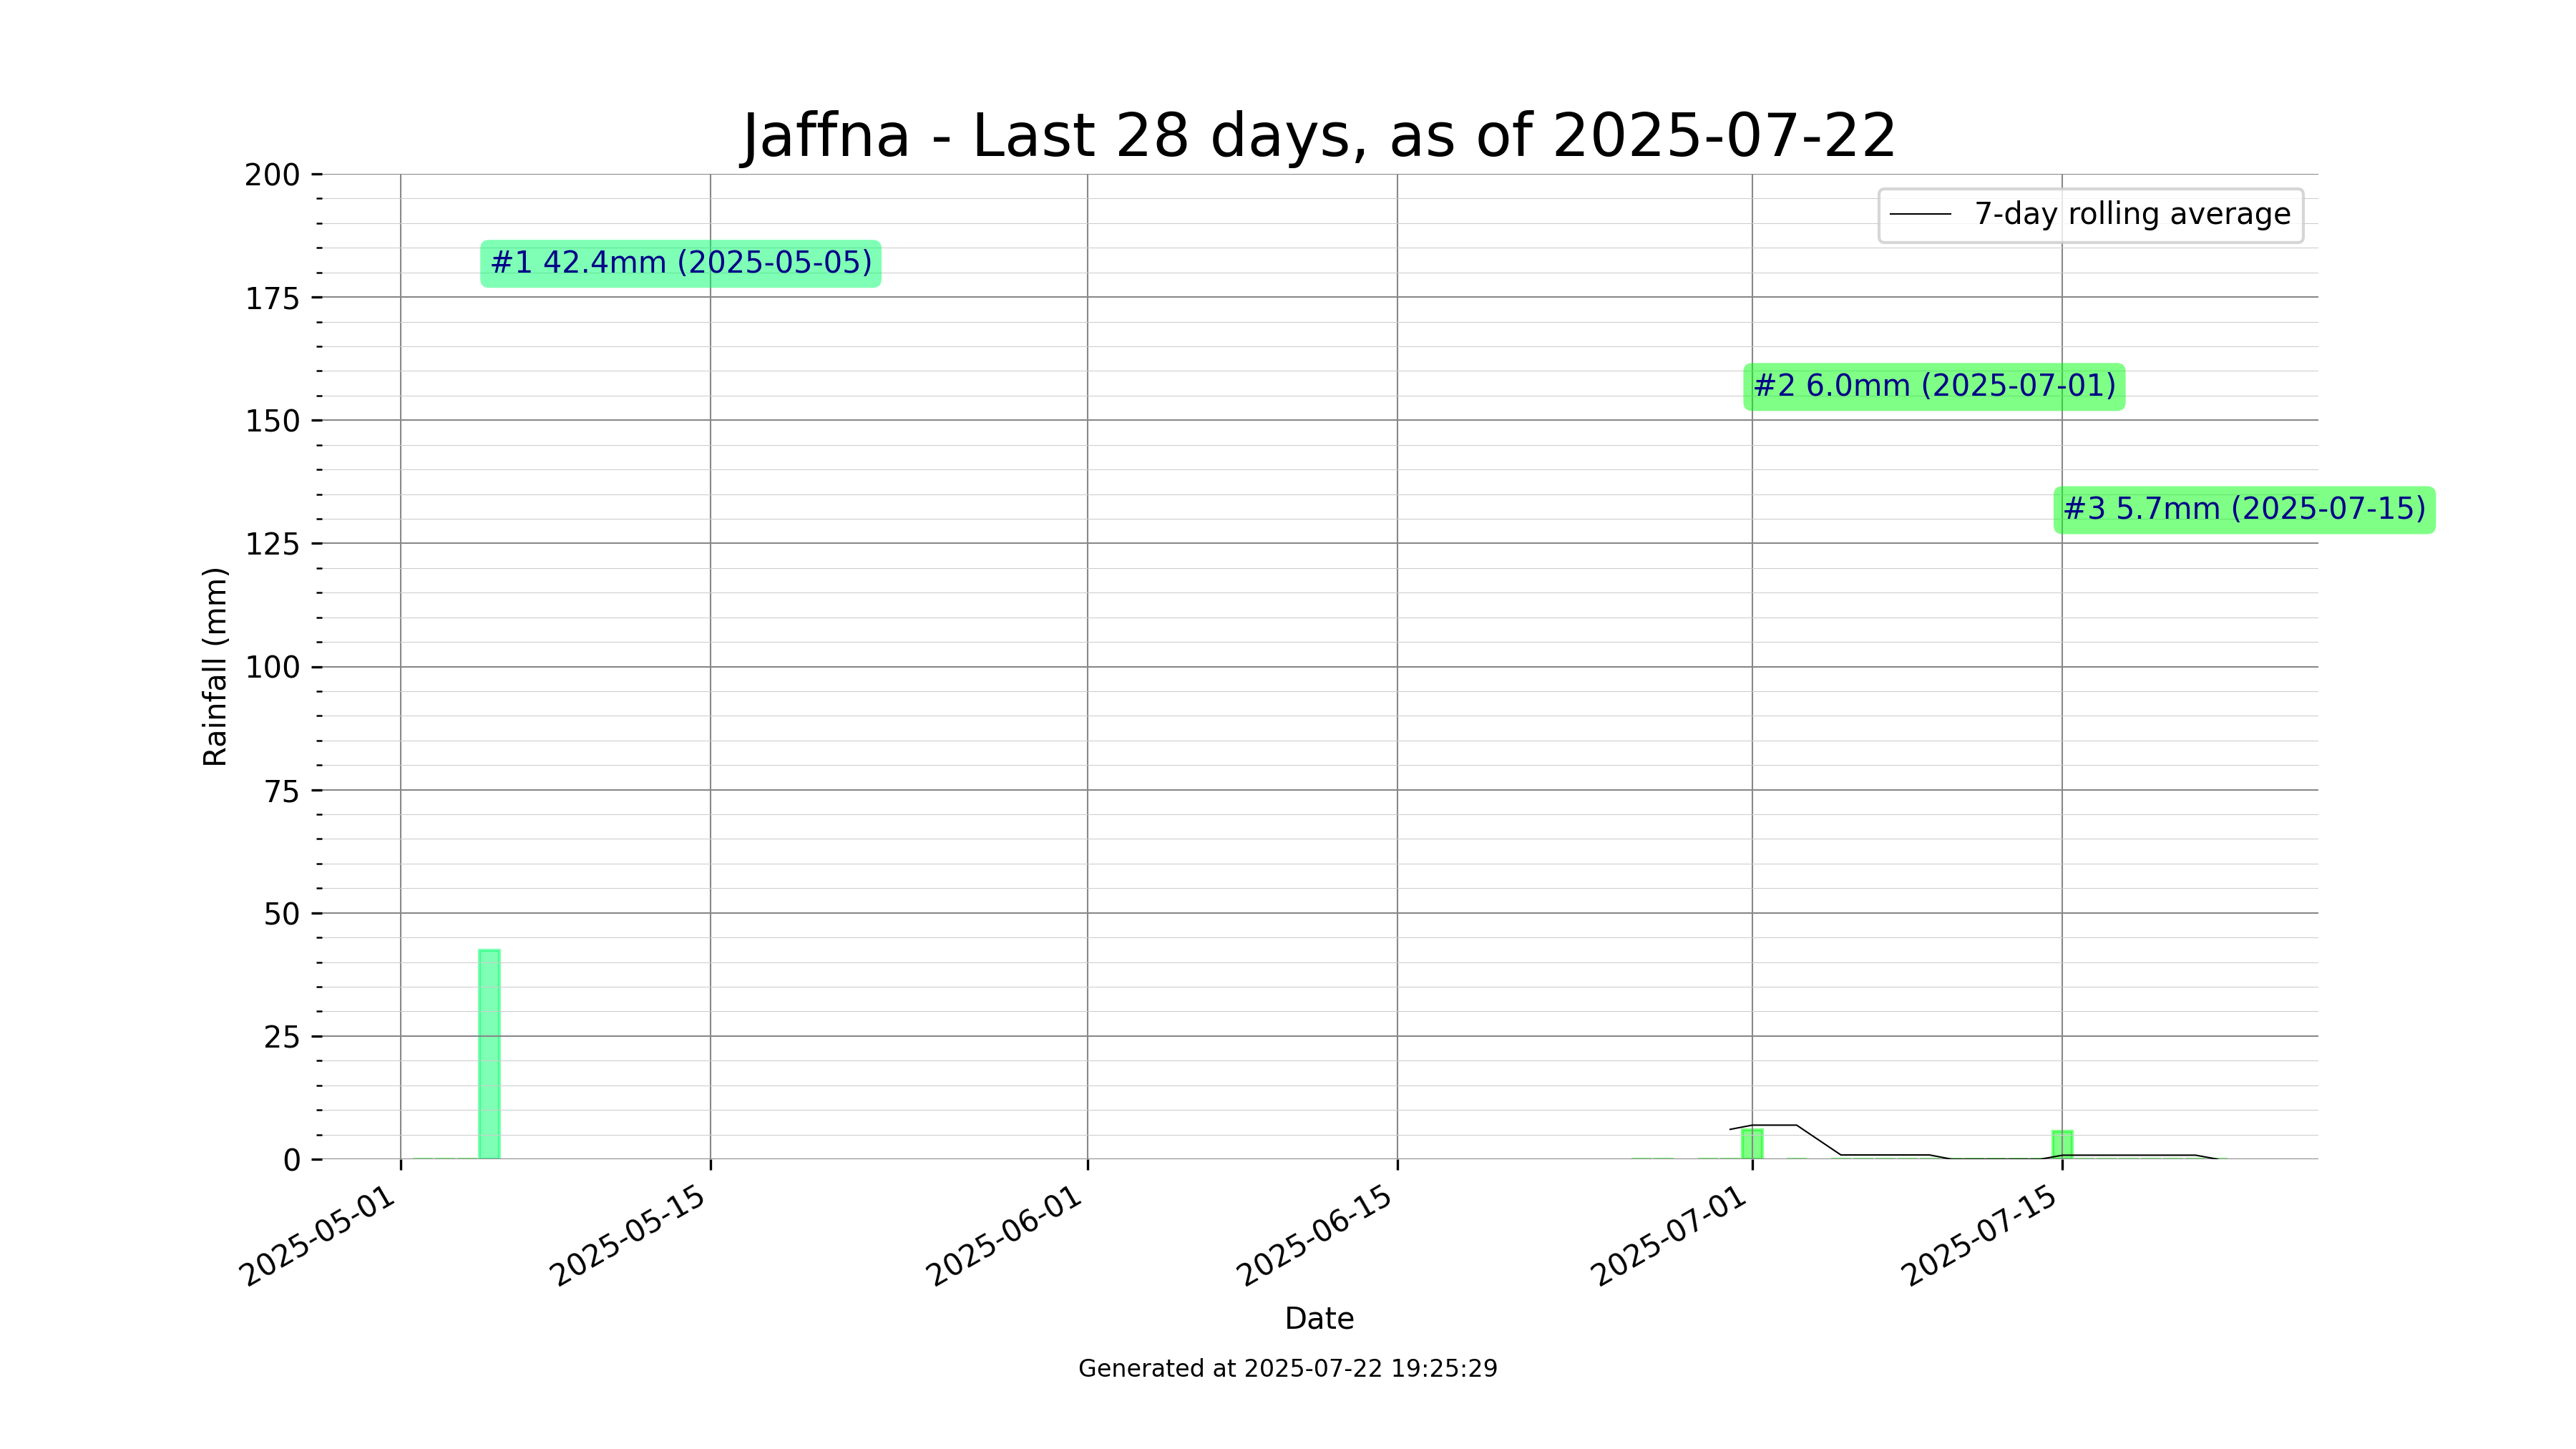 Jaffna - Last 28 days, as of 2025-07-22
200
175
150
125
100
75
50
25
0
Rainfall (mm)
7-day rolling average
#1 42.4mm (2025-05-05)
#2 6.0mm (2025-07-01)
#3 5.7mm (2025-07-15)
2025-05-01
2025-05-15
2025-06-01
2025-06-15
2025-07-01
2025-07-15
Date
Generated at 2025-07-22 19:25:29